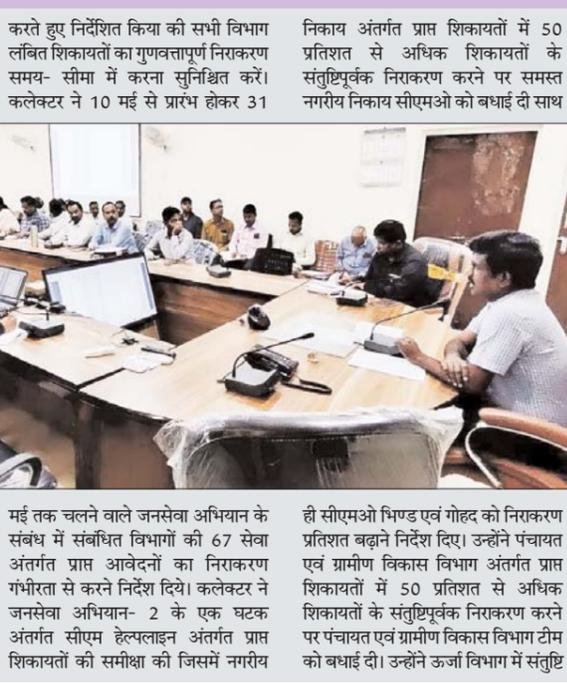 करते हुए निर्देशित किया की सभी विभाग
लंबित शिकायतों का गुणवत्तापूर्ण निराकरण
समय- सीमा में करना सुनिश्चित करें।
कलेक्टर ने 10 मई से प्रारंभ होकर 31
मई तक चलने वाले जनसेवा अभियान के
संबंध में संबंधित विभागों की 67 सेवा
अंतर्गत प्राप्त आवेदनों का निराकरण
गंभीरता से करने निर्देश दिये। कलेक्टर ने
जनसेवा अभियान- 2 के एक घटक
अंतर्गत सीएम हेल्पलाइन अंतर्गत प्राप्त
शिकायतों की समीक्षा की जिसमें नगरीय
निकाय अंतर्गत प्राप्त शिकायतों में 50
प्रतिशत से अधिक शिकायतों के
संतुष्टिपूर्वक निराकरण करने पर समस्त
नगरीय निकाय सीएमओ को बधाई दी साथ
ही सीएमओ भिण्ड एवं गोहद को निराकरण
प्रतिशत बढ़ाने निर्देश दिए। उन्होंने पंचायत
एवं ग्रामीण विकास विभाग अंतर्गत प्राप्त
शिकायतों में 50 प्रतिशत से अधिक
शिकायतों के संतुष्टिपूर्वक निराकरण करने
पर पंचायत एवं ग्रामीण विकास विभाग टीम
को बधाई दी। उन्होंने ऊर्जा विभाग में संतुष्टि